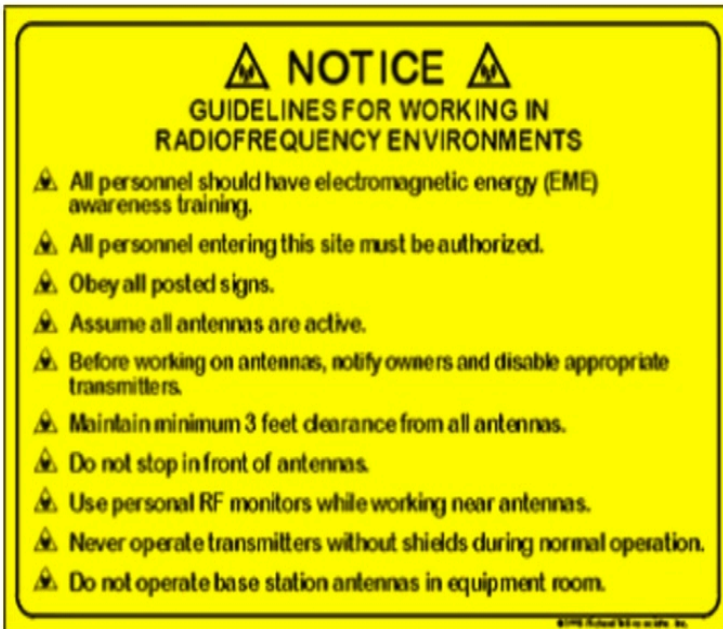 NOTICE
GUIDELINES FOR WORKING IN
RADIOFREQUENCY ENVIRONMENTS
All personnel should have electromagnetic energy (EME)
awareness training.
All personnel entering this site must be authorized.
Obey all posted signs.
Assume all antennas are active.
Before working on antennas, notify owners and disable appropriate
transmitters.
Maintain minimum 3 feet clearance from all antennas.
Do not stop in front of antennas.
Use personal RF monitors while working near antennas.
Never operate transmitters without shields during normal operation.
Do not operate base station antennas in equipment room.